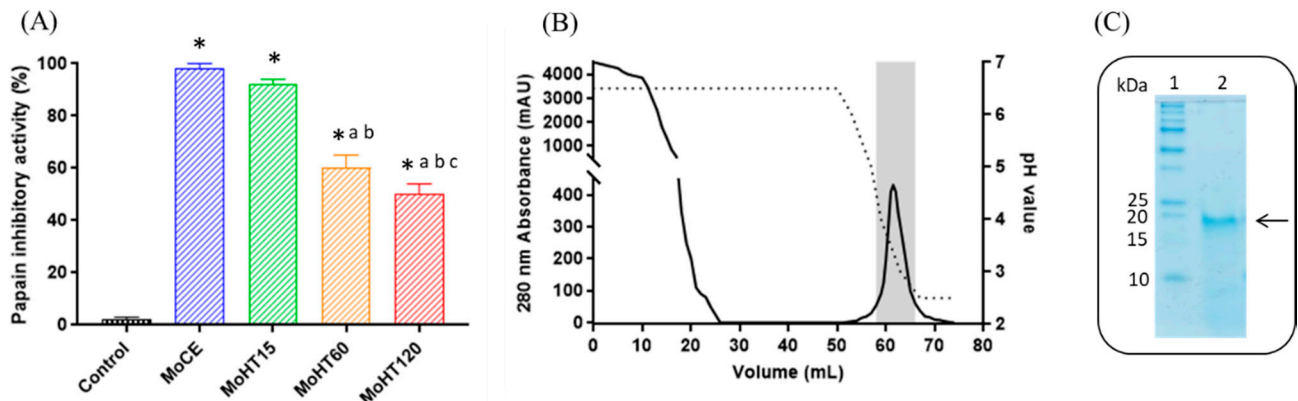 (A)
Papain inhibitory activity (%)
100
80
60
40
20
0
*
*
* a b
* a b c
Control
MoCE
MoHT15
MoHT60
MoHT120
(B)
280 nm Absorbance (mAU)
4000
3000
2000
1000
400
300
200
100
0
0 10 20 30 40 50 60 70 80
Volume (mL)
7
6
5
4
3
2
pH value
(C)
kDa 1 2
25
20
15
10